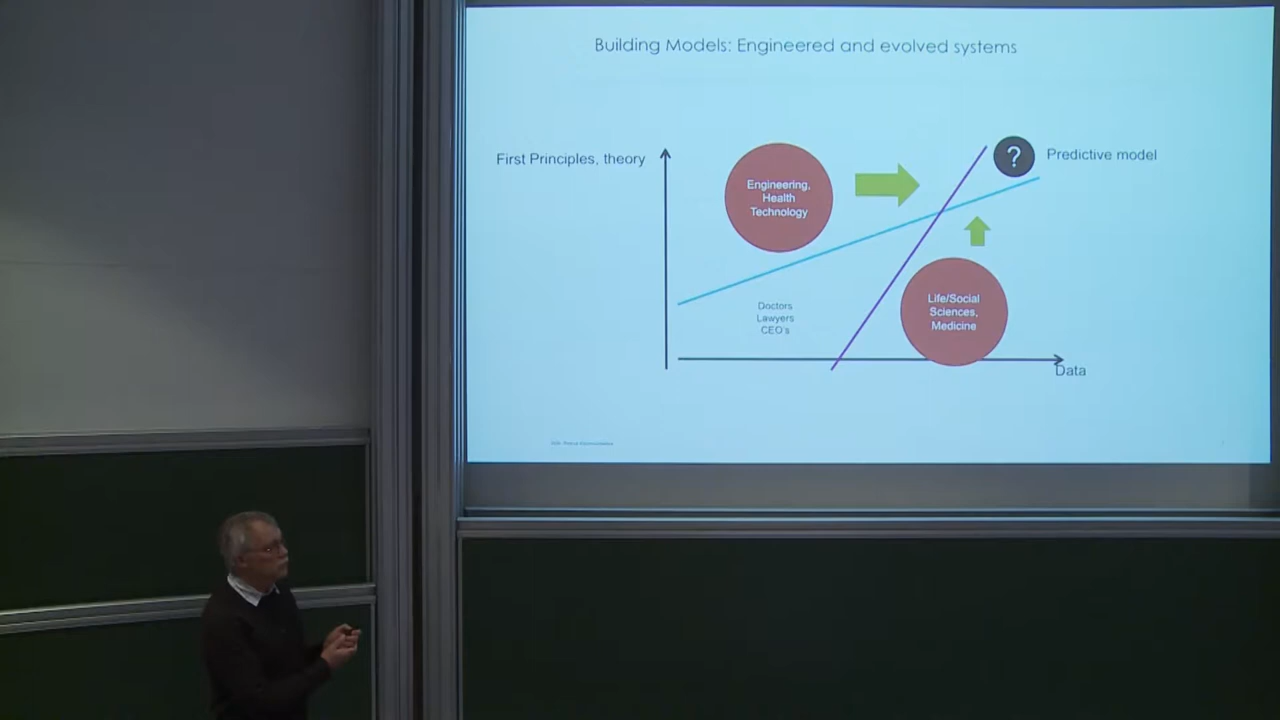 Building Models: Engineered and evolved systems
First Principles, theory
Engineering,
Health
Technology
?
Predictive model
Doctors
Lawyers
CEO's
Life/Social
Sciences,
Medicine
Data